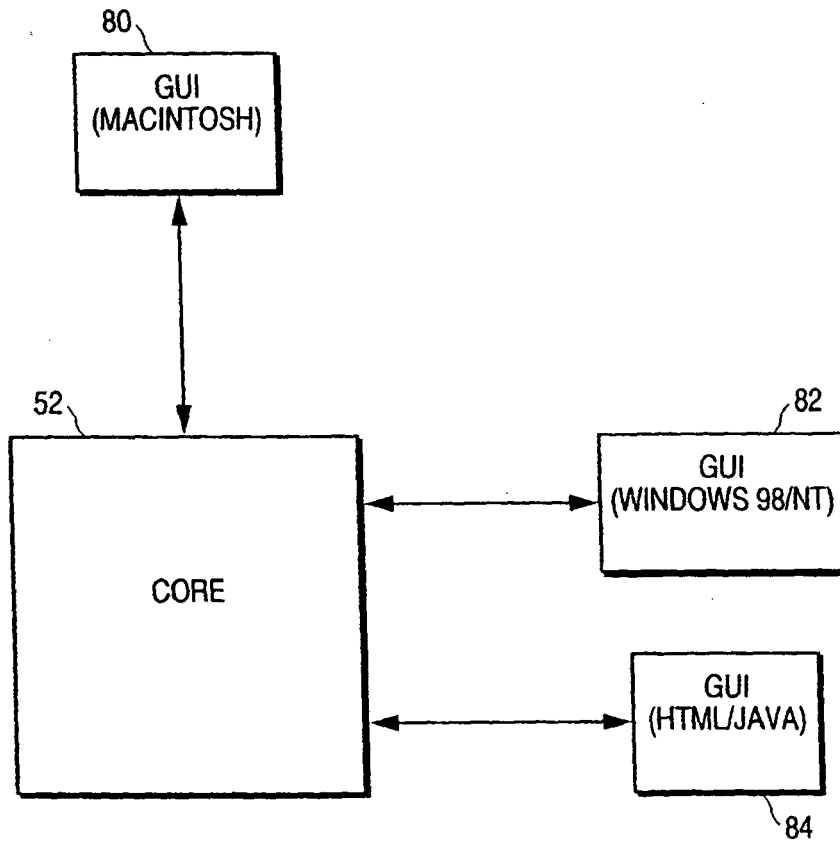 80
GUI
(MACINTOSH)
52
CORE
82
GUI
(WINDOWS 98/NT)
GUI
(HTML/JAVA)
84